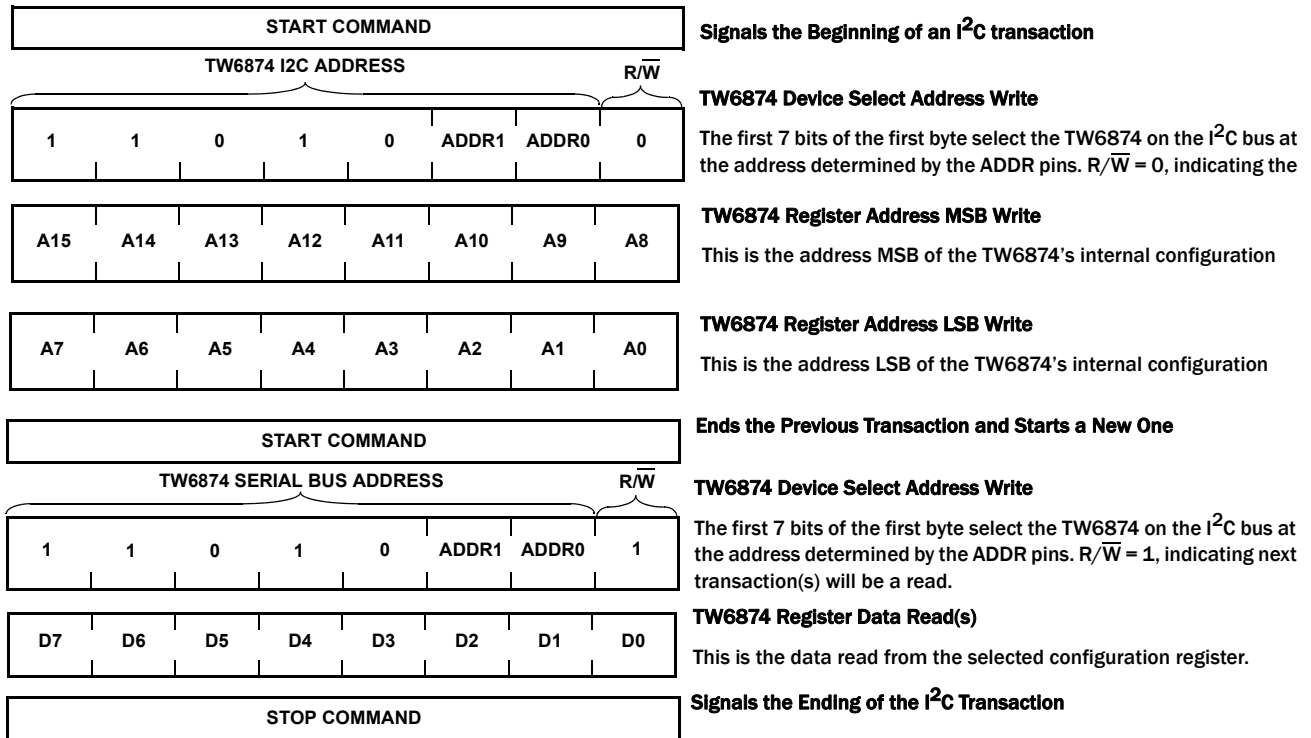 START COMMAND
Signals the Beginning of an I2C transaction
TW6874 I2C ADDRESS R/W̅
TW6874 Device Select Address Write
1 1 0 1 0 ADDR1 ADDR0 0
The first 7 bits of the first byte select the TW6874 on the I2C bus at
the address determined by the ADDR pins. R/W̅ = 0, indicating the
TW6874 Register Address MSB Write
A15 A14 A13 A12 A11 A10 A9 A8
This is the address MSB of the TW6874's internal configuration
TW6874 Register Address LSB Write
A7 A6 A5 A4 A3 A2 A1 A0
This is the address LSB of the TW6874's internal configuration
START COMMAND
Ends the Previous Transaction and Starts a New One
TW6874 SERIAL BUS ADDRESS R/W̅
TW6874 Device Select Address Write
1 1 0 1 0 ADDR1 ADDR0 1
The first 7 bits of the first byte select the TW6874 on the I2C bus at
the address determined by the ADDR pins. R/W̅ = 1, indicating next
transaction(s) will be a read.
TW6874 Register Data Read(s)
D7 D6 D5 D4 D3 D2 D1 D0
This is the data read from the selected configuration register.
STOP COMMAND
Signals the Ending of the I2C Transaction